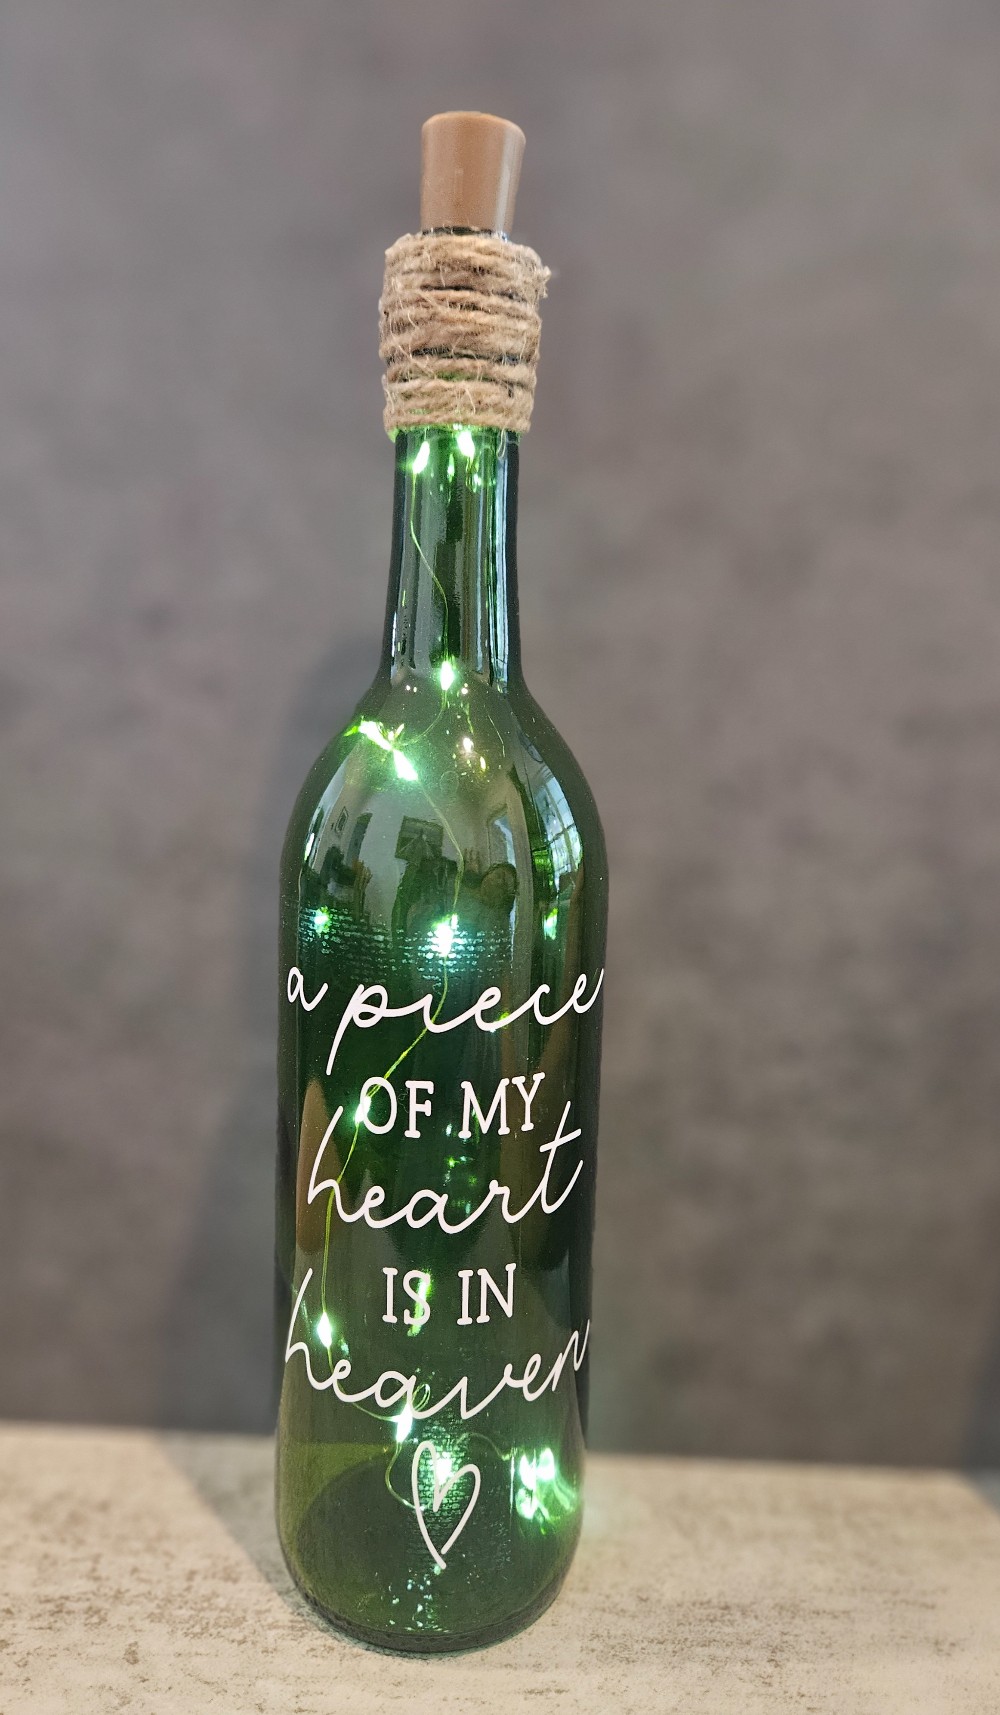 a piece
OF MY
heart
IS IN
heaven